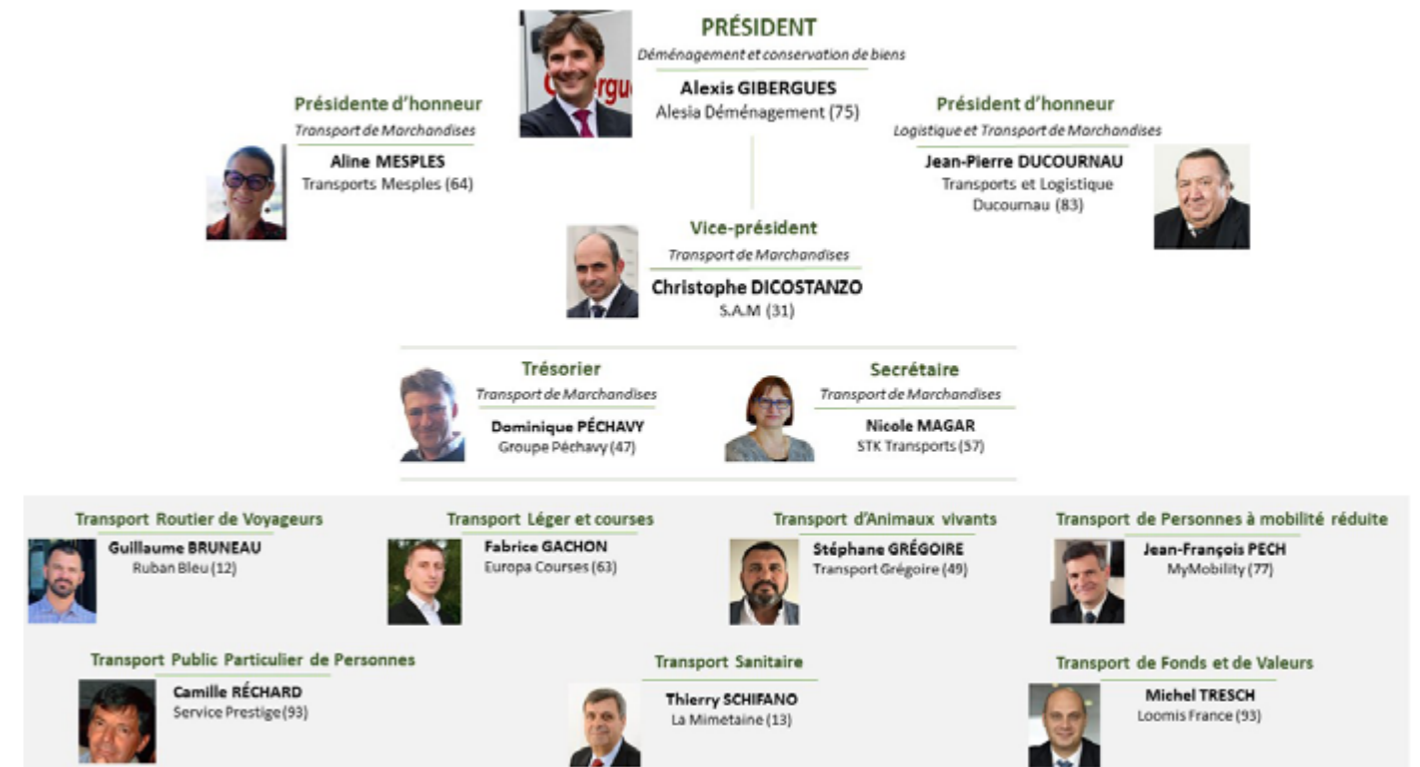 PRÉSIDENT
Déménagement et conservation de biens
Alexis GIBERGUES
Alesia Déménagement (75)
Présidente d'honneur
Transport de Marchandises
Aline MESPLES
Transports Mesples (64)
Président d'honneur
Logistique et Transport de Marchandises
Jean-Pierre DUCOURNAU
Transports et Logistique
Ducournau (83)
Vice-président
Transport de Marchandises
Christophe DICOSTANZO
S.A.M (31)
Trésorier
Transport de Marchandises
Dominique PÉCHAVY
Groupe Péchavy (47)
Secrétaire
Transport de Marchandises
Nicole MAGAR
STK Transports (57)
Transport Routier de Voyageurs
Guillaume BRUNEAU
Ruban Bleu (12)
Transport Léger et courses
Fabrice GACHON
Europa Courses (63)
Transport d'Animaux vivants
Stéphane GRÉGOIRE
Transport Grégoire (49)
Transport de Personnes à mobilité réduite
Jean-François PECH
MyMobility (77)
Transport Public Particulier de Personnes
Camille RÉCHARD
Service Prestige (93)
Transport Sanitaire
Thierry SCHIFANO
La Mimetaine (13)
Transport de Fonds et de Valeurs
Michel TRESCH
Loomis France (93)